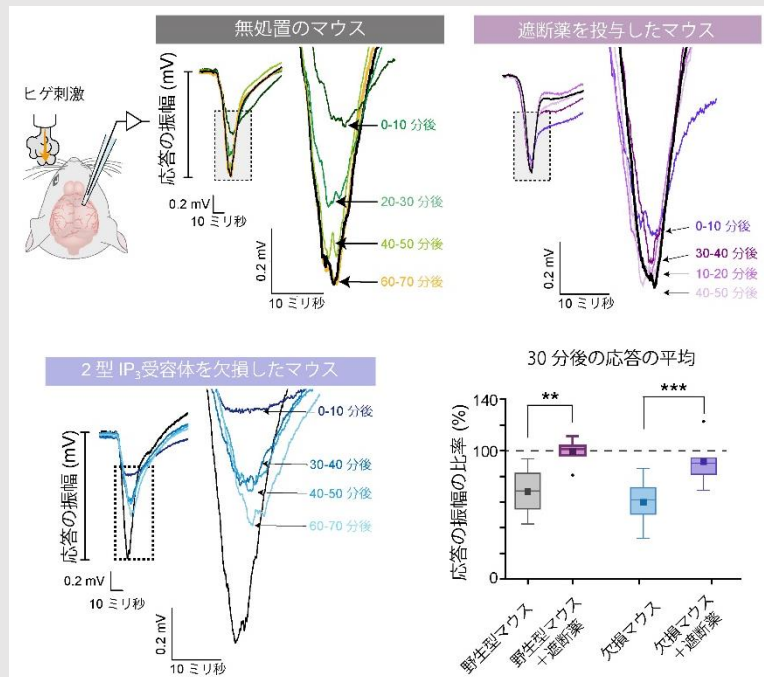 無処置のマウス
遮断薬を投与したマウス
ヒゲ刺激
応答の振幅 (mV)
0.2 mV
10 ミリ秒
0-10 分後
20-30 分後
40-50 分後
60-70 分後
0.2 mV
10 ミリ秒
0.2 mV
10 ミリ秒
0-10 分後
30-40 分後
10-20 分後
40-50 分後
0.2 mV
10 ミリ秒
2 型 IP₃受容体を欠損したマウス
応答の振幅 (mV)
0.2 mV
10 ミリ秒
0-10 分後
30-40 分後
40-50 分後
60-70 分後
0.2 mV
10 ミリ秒
30 分後の応答の平均
応答の振幅の比率 (%)
140
100
0
**
***
野生型マウス
野生型マウス
+遮断薬
欠損マウス
欠損マウス
+遮断薬